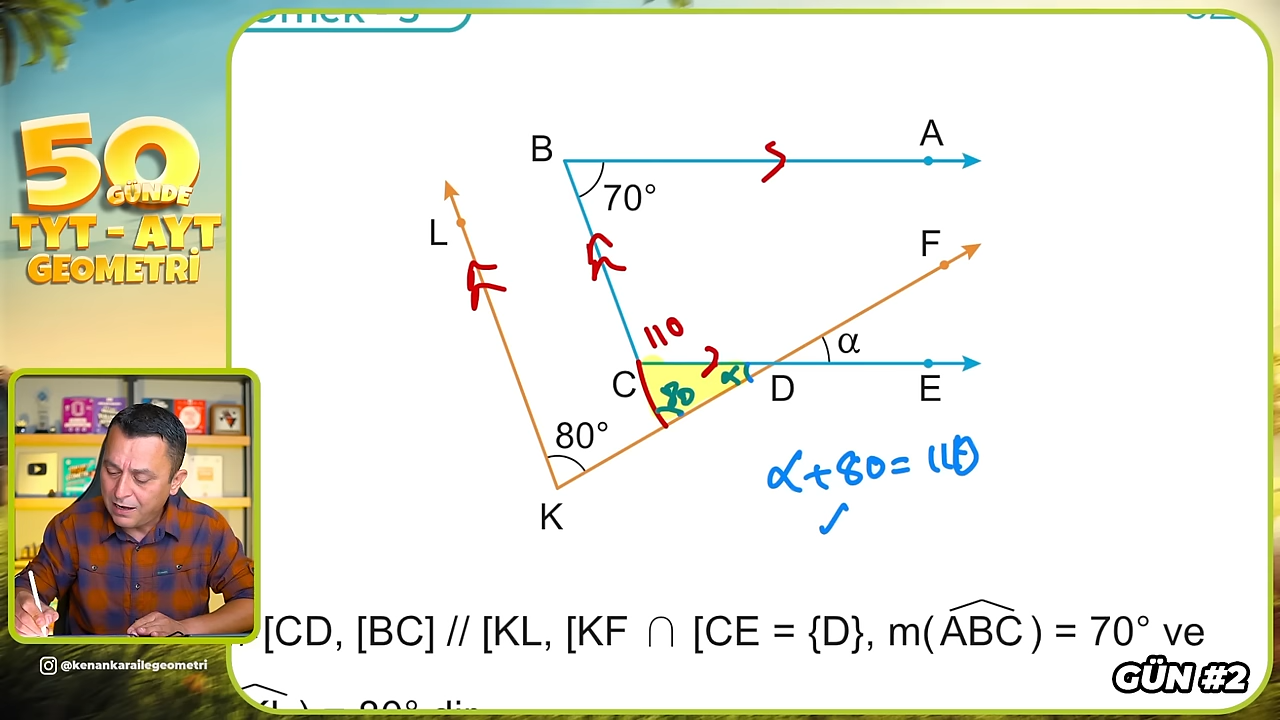 50
GÜNDE
TYT - AYT
GEOMETRİ
B
A
70°
L
F
110
α
C
80
α
D
E
80°
α+80=110
K
[CD, [BC] // [KL, [KF ∩ [CE = {D}, m(ABC) = 70° ve
GÜN #2
@kenankarailegeometri